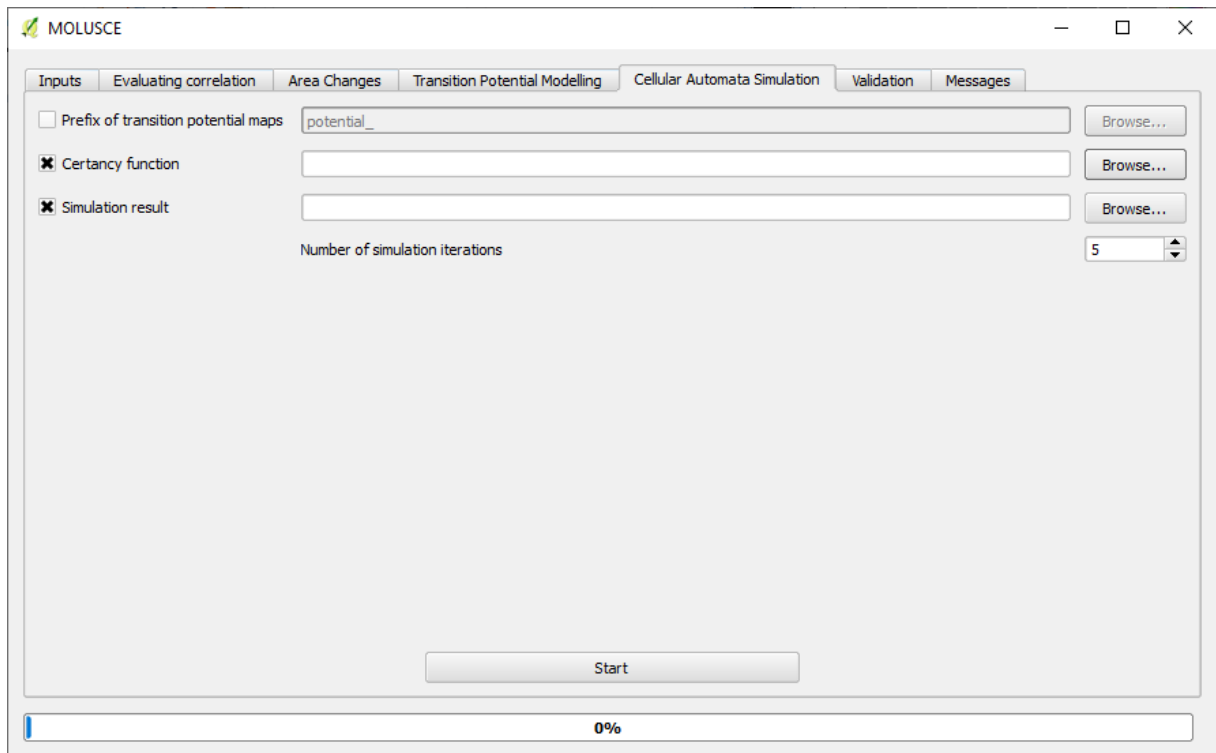 MOLUSCE
Inputs Evaluating correlation Area Changes Transition Potential Modelling Cellular Automata Simulation Validation Messages
Prefix of transition potential maps potential_ Browse...
Certancy function Browse...
Simulation result Browse...
Number of simulation iterations 5
Start
0%